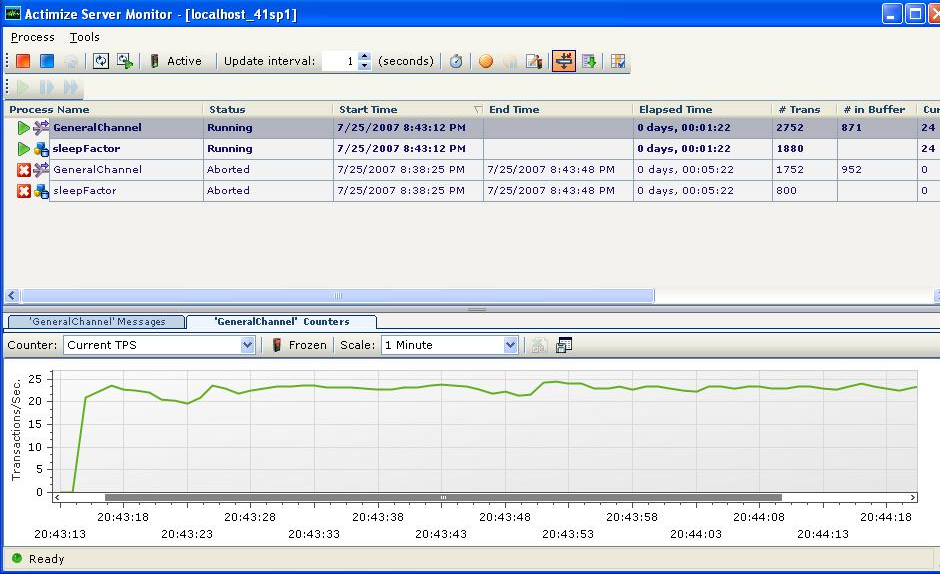 Actimize Server Monitor - [localhost_41sp1]
Process Tools
Active Update interval: 1 (seconds)
Process Name Status Start Time End Time Elapsed Time # Trans # in Buffer Cur
GeneralChannel Running 7/25/2007 8:43:12 PM 0 days, 00:01:22 2752 871 24
sleepFactor Running 7/25/2007 8:43:12 PM 0 days, 00:01:22 1880 24
GeneralChannel Aborted 7/25/2007 8:38:25 PM 7/25/2007 8:43:48 PM 0 days, 00:05:22 1752 952 0
sleepFactor Aborted 7/25/2007 8:38:25 PM 7/25/2007 8:43:48 PM 0 days, 00:05:22 800 0
'GeneralChannel' Messages 'GeneralChannel' Counters
Counter: Current TPS Frozen Scale: 1 Minute
Transactions/Sec.
25
20
15
10
5
0
20:43:18 20:43:28 20:43:38 20:43:48 20:43:58 20:44:08 20:44:18
20:43:13 20:43:23 20:43:33 20:43:43 20:43:53 20:44:03 20:44:13
Ready